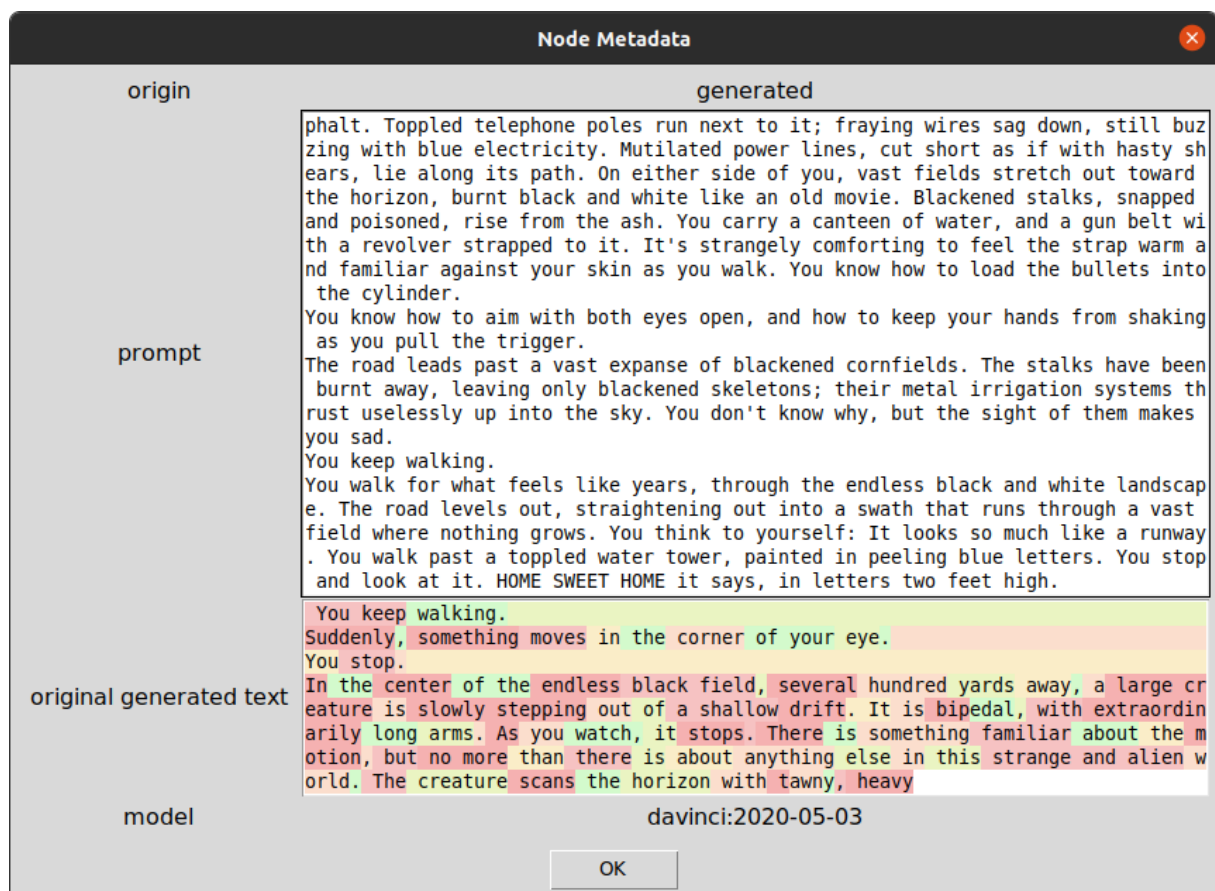 Node Metadata
origin
generated
prompt
phalt. Toppled telephone poles run next to it; fraying wires sag down, still buz
zing with blue electricity. Mutilated power lines, cut short as if with hasty sh
ears, lie along its path. On either side of you, vast fields stretch out toward
the horizon, burnt black and white like an old movie. Blackened stalks, snapped
and poisoned, rise from the ash. You carry a canteen of water, and a gun belt wi
th a revolver strapped to it. It's strangely comforting to feel the strap warm a
nd familiar against your skin as you walk. You know how to load the bullets into
the cylinder.
You know how to aim with both eyes open, and how to keep your hands from shaking
as you pull the trigger.
The road leads past a vast expanse of blackened cornfields. The stalks have been
burnt away, leaving only blackened skeletons; their metal irrigation systems th
rust uselessly up into the sky. You don't know why, but the sight of them makes
you sad.
You keep walking.
You walk for what feels like years, through the endless black and white landscap
e. The road levels out, straightening out into a swath that runs through a vast
field where nothing grows. You think to yourself: It looks so much like a runway
. You walk past a toppled water tower, painted in peeling blue letters. You stop
and look at it. HOME SWEET HOME it says, in letters two feet high.
original generated text
You keep walking.
Suddenly, something moves in the corner of your eye.
You stop.
In the center of the endless black field, several hundred yards away, a large cr
eature is slowly stepping out of a shallow drift. It is bipedal, with extraordin
arily long arms. As you watch, it stops. There is something familiar about the m
otion, but no more than there is about anything else in this strange and alien w
orld. The creature scans the horizon with tawny, heavy
model
davinci:2020-05-03
OK